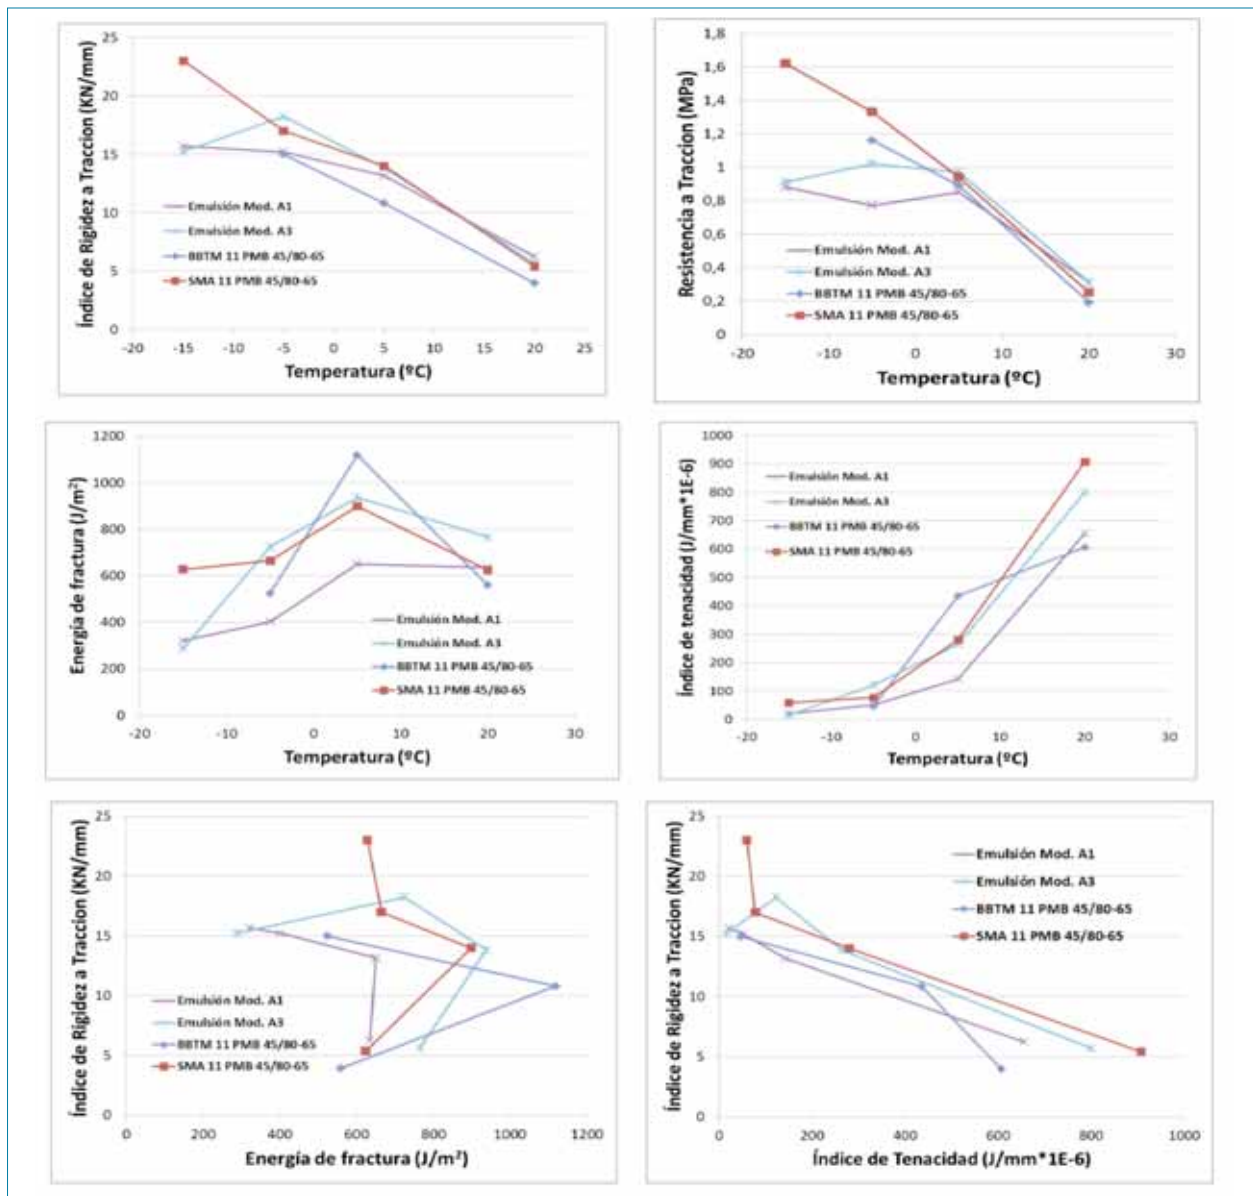 Índice de Rigidez a Traccion (KN/mm)
25
20
15
10
5
0
Emulsión Mod. A1
Emulsión Mod. A3
BBTM 11 PMB 45/80-65
SMA 11 PMB 45/80-65
-20 -15 -10 -5 0 5 10 15 20 25
Temperatura (ºC)
Resistencia a Traccion (MPa)
1,8
1,6
1,4
1,2
1
0,8
0,6
0,4
0,2
0
Emulsión Mod. A1
Emulsión Mod. A3
BBTM 11 PMB 45/80-65
SMA 11 PMB 45/80-65
-20 -10 0 10 20 30
Temperatura (ºC)
Energía de fractura (J/m²)
1200
1000
800
600
400
200
0
Emulsión Mod. A1
Emulsión Mod. A3
BBTM 11 PMB 45/80-65
SMA 11 PMB 45/80-65
-20 -10 0 10 20 30
Temperatura (ºC)
Índice de tenacidad (J/mm*1E-6)
1000
900
800
700
600
500
400
300
200
100
0
Emulsión Mod. A1
Emulsión Mod. A3
BBTM 11 PMB 45/80-65
SMA 11 PMB 45/80-65
-20 -10 0 10 20 30
Temperatura (ºC)
Índice de Rigidez a Traccion (KN/mm)
25
20
15
10
5
0
Emulsión Mod. A1
Emulsión Mod. A3
BBTM 11 PMB 45/80-65
SMA 11 PMB 45/80-65
0 200 400 600 800 1000 1200
Energía de fractura (J/m²)
Índice de Rigidez a Traccion (KN/mm)
25
20
15
10
5
0
Emulsión Mod. A1
Emulsión Mod. A3
BBTM 11 PMB 45/80-65
SMA 11 PMB 45/80-65
0 200 400 600 800 1000
Índice de Tenacidad (J/mm*1E-6)